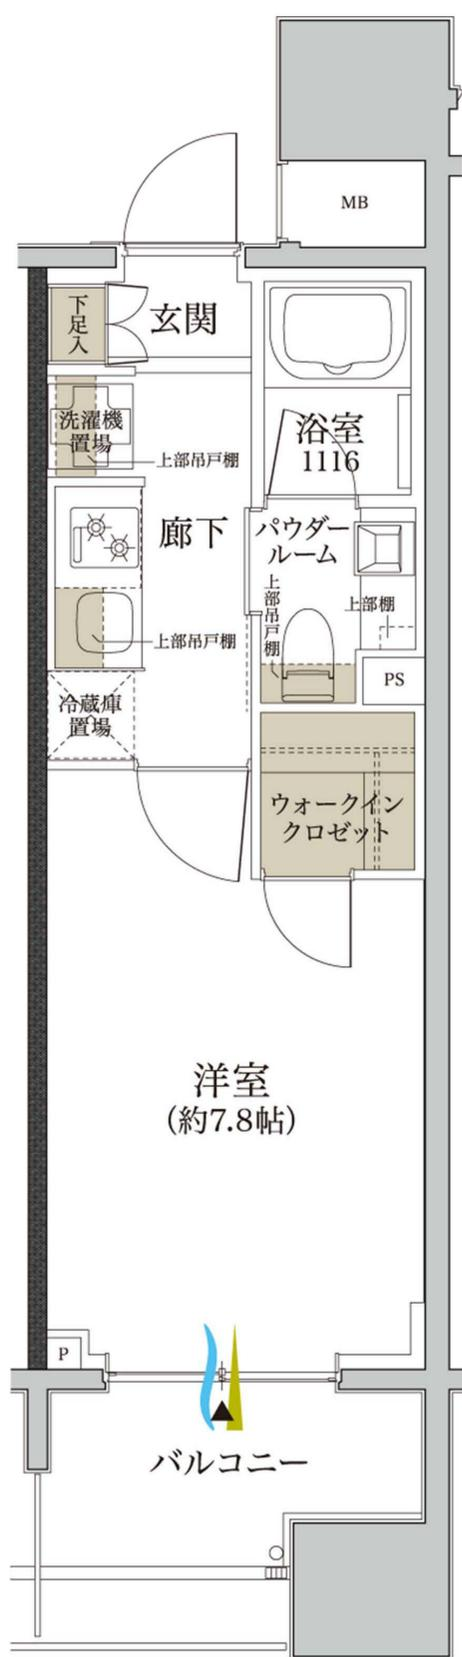 MB
下足入
玄関
洗濯機
置場
上部吊戸棚
浴室
1116
廊下
パウダー
ルーム
上部吊戸棚
上部棚
上部吊戸棚
PS
冷蔵庫
置場
ウォークイン
クロゼット
洋室
(約7.8帖)
P
バルコニー